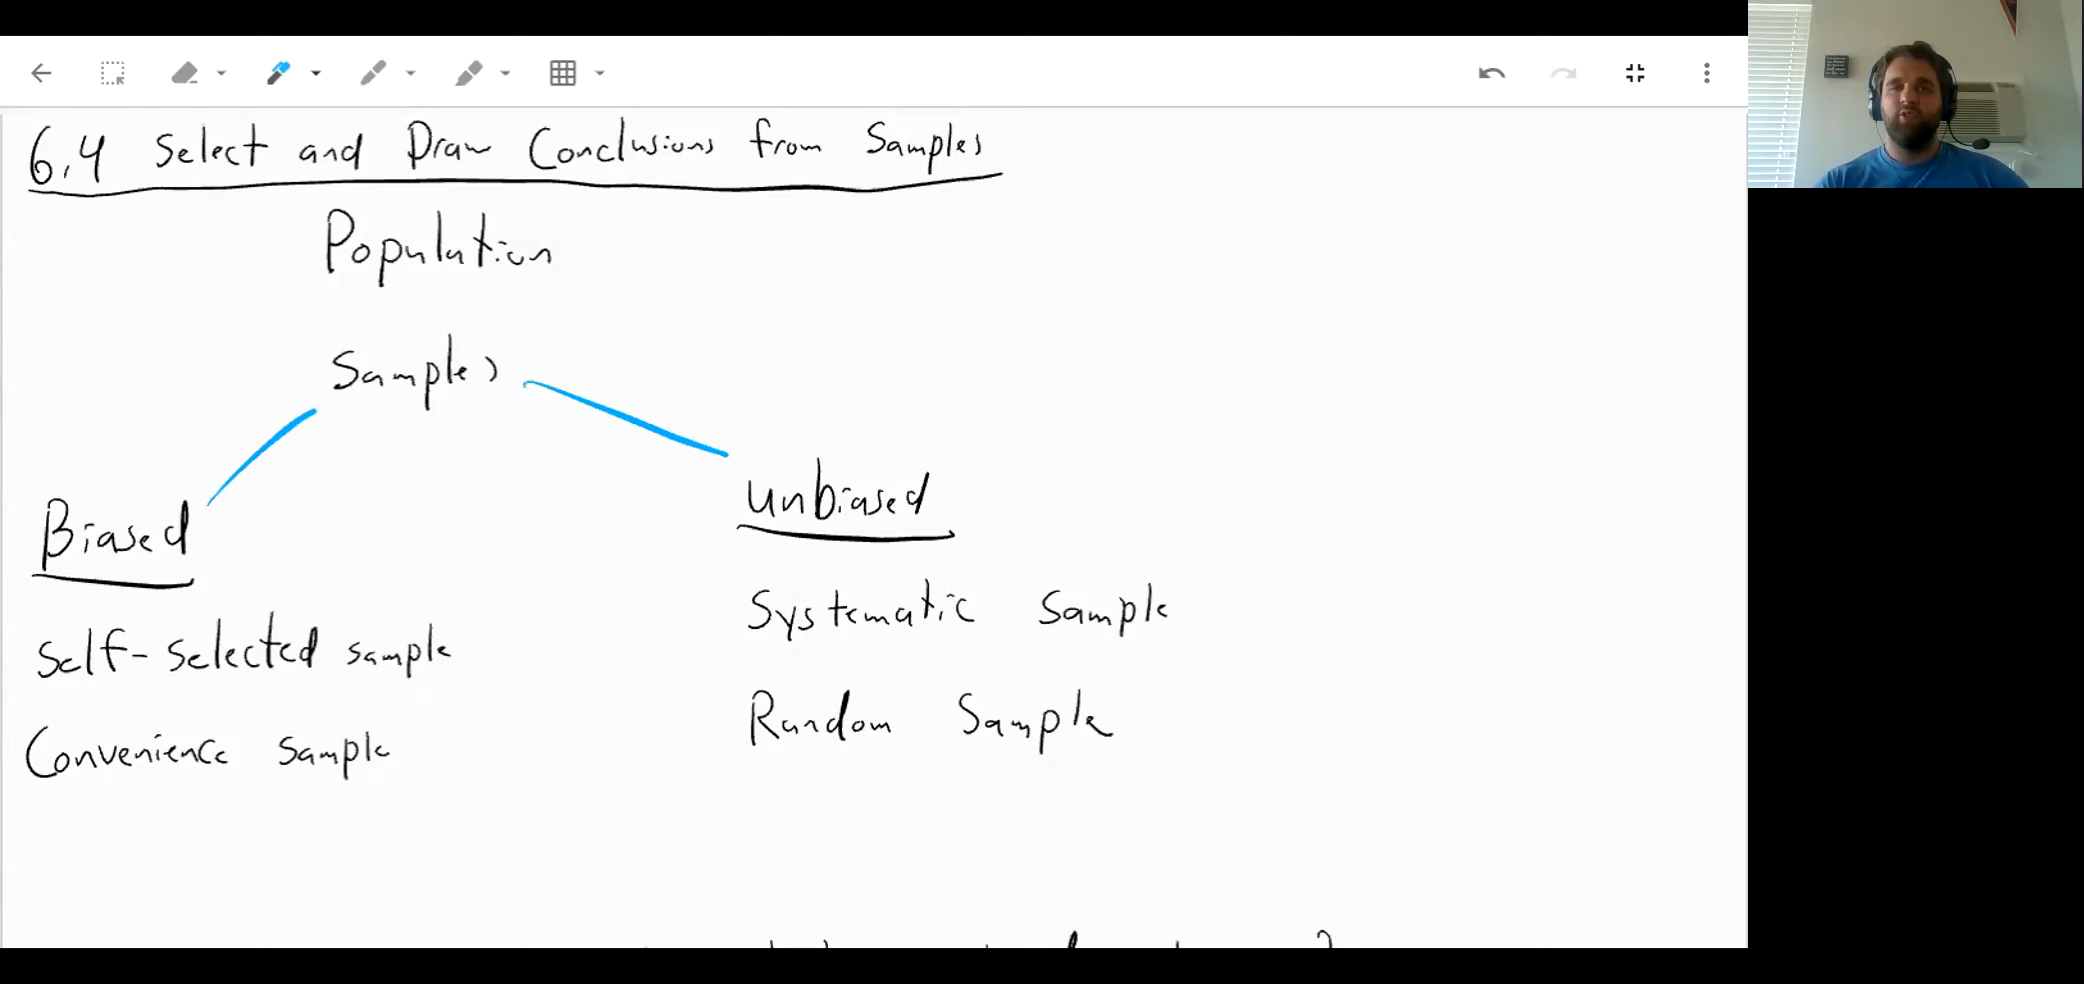 6.4 Select and Draw Conclusions from Samples
Population
Samples
Biased
Self-selected sample
Convenience Sample
Unbiased
Systematic Sample
Random Sample